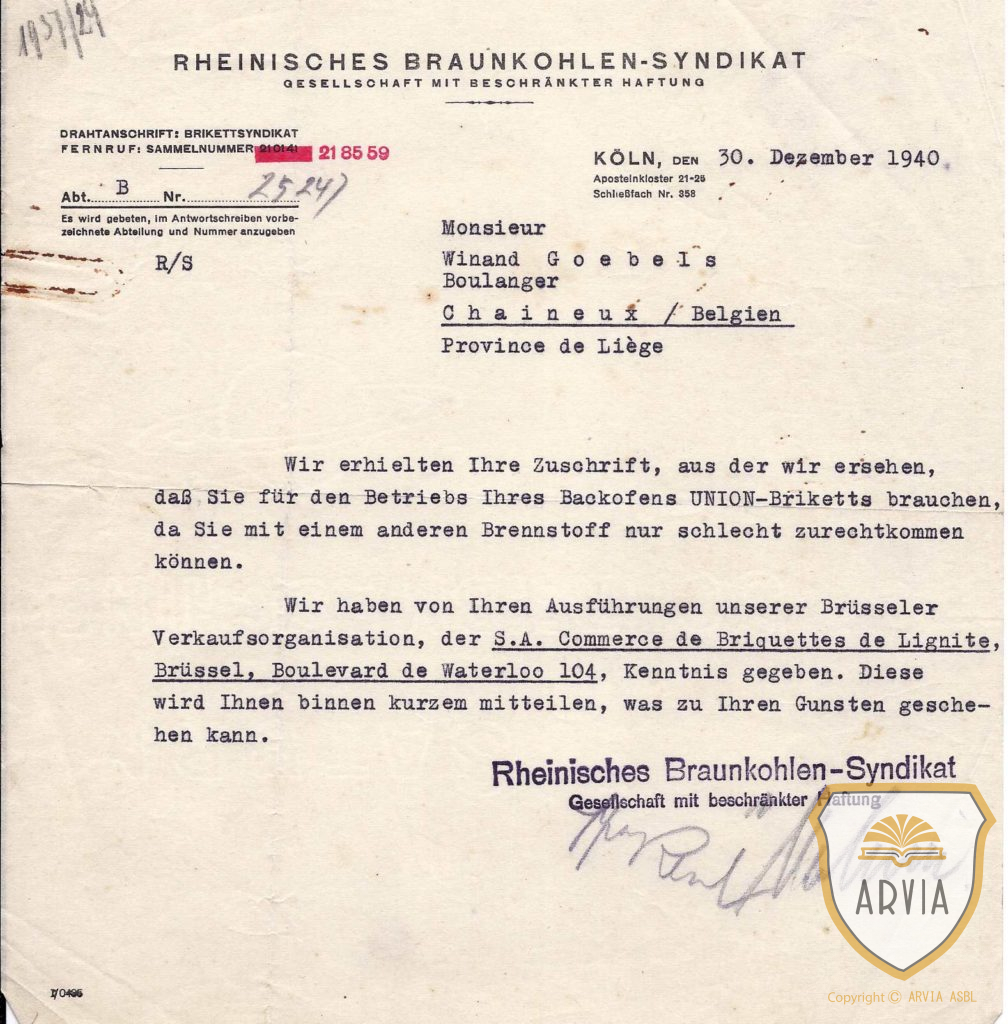 1937/29
RHEINISCHES BRAUNKOHLEN-SYNDIKAT
GESELLSCHAFT MIT BESCHRÄNKTER HAFTUNG
DRAHTANSCHRIFT: BRIKETTSYNDIKAT
FERNRUF: SAMMELNUMMER 210141 21 85 59
Abt. B Nr. 25247
Es wird gebeten, im Antwortschreiben vorbe-
zeichnete Abteilung und Nummer anzugeben
R/S
KÖLN, DEN 30. Dezember 1940
Aposteinkloster 21-25
Schließfach Nr. 358
Monsieur
Winand Goebels
Boulanger
Chaineux / Belgien
Province de Liège
Wir erhielten Ihre Zuschrift, aus der wir ersehen,
daß Sie für den Betriebs Ihres Backofens UNION-Briketts brauchen,
da Sie mit einem anderen Brennstoff nur schlecht zurechtkommen
können.
Wir haben von Ihren Ausführungen unserer Brüsseler
Verkaufsorganisation, der S.A. Commerce de Briquettes de Lignite,
Brüssel, Boulevard de Waterloo 104, Kenntnis gegeben. Diese
wird Ihnen binnen kurzem mitteilen, was zu Ihren Gunsten gesche-
hen kann.
Rheinisches Braunkohlen-Syndikat
Gesellschaft mit beschränkter Haftung
ARVIA
Copyright © ARVIA ASBL